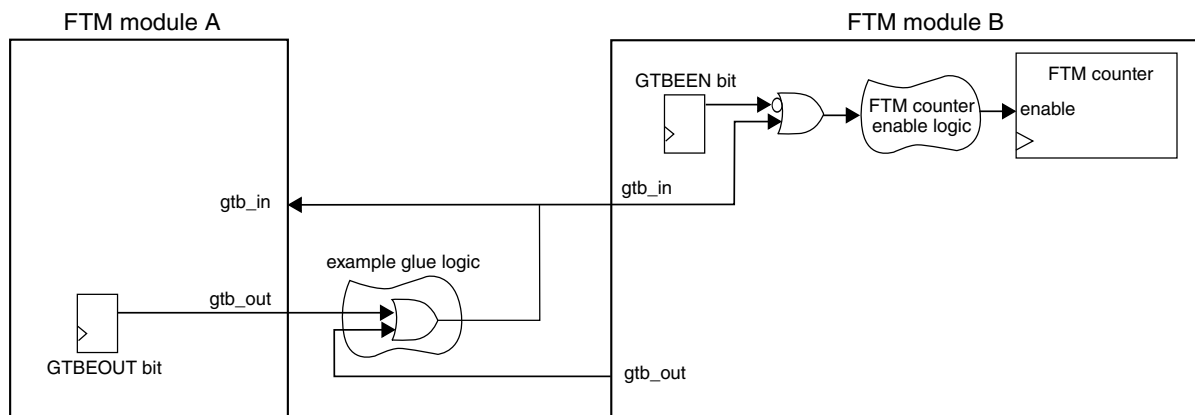 FTM module A
FTM module B
GTBEEN bit
FTM counter
FTM counter
enable logic
enable
gtb_in
gtb_in
example glue logic
gtb_out
GTBEOUT bit
gtb_out